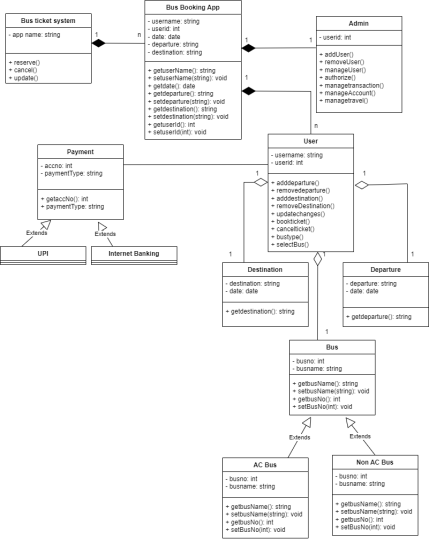 Bus ticket system
- app name: string
+ reserve()
+ cancel()
+ update()
1
n
Bus Booking App
- username: string
- userid: int
- date: date
- departure: string
- destination: string
+ getuserName(): string
+ setuserName(string): void
+ getdate(): date
+ getdeparture(): string
+ setdeparture(string): void
+ getdestination(): string
+ setdestination(string): void
+ getuserId(): int
+ setuserId(int): void
1
1
1
n
Admin
- userid: int
+ addUser()
+ removeUser()
+ manageUser()
+ authorize()
+ managetransaction()
+ manageAccount()
+ managetravel()
User
- username: string
- userid: int
+ adddeparture()
+ removedeparture()
+ adddestination()
+ removeDestination()
+ updatechanges()
+ bookticket()
+ cancelticket()
+ bustype()
+ selectBus()
1
1
1
1
1
1
Payment
- accno: int
- paymentType: string
+ getaccNo(): int
+ paymentType: string
Extends
Extends
UPI
Internet Banking
Destination
- destination: string
- date: date
+ getdestination(): string
Departure
- departure: string
- date: date
+ getdeparture(): string
Bus
- busno: int
- busname: string
+ getbusName(): string
+ setbusName(string): void
+ getbusNo(): int
+ setBusNo(int): void
Extends
Extends
AC Bus
- busno: int
- busname: string
+ getbusName(): string
+ setbusName(string): void
+ getbusNo(): int
+ setBusNo(int): void
Non AC Bus
- busno: int
- busname: string
+ getbusName(): string
+ setbusName(string): void
+ getbusNo(): int
+ setBusNo(int): void